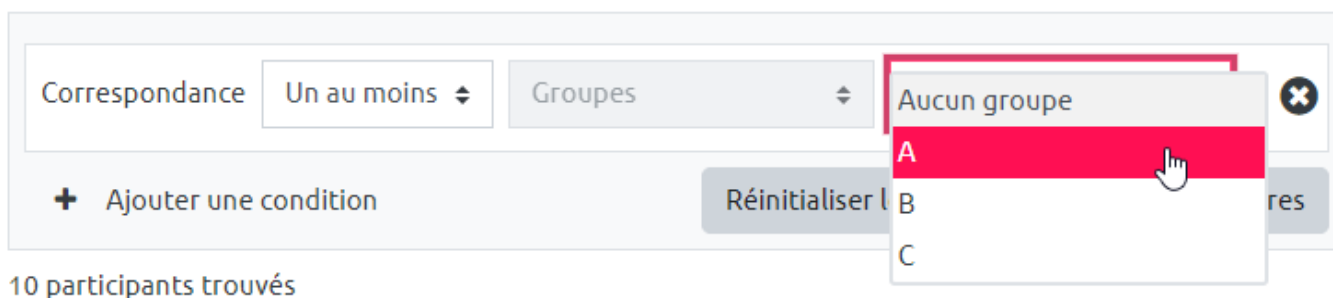 Correspondance Un au moins Groupes
Aucun groupe
A
B
C
Ajouter une condition
Réinitialiser
res
10 participants trouvés